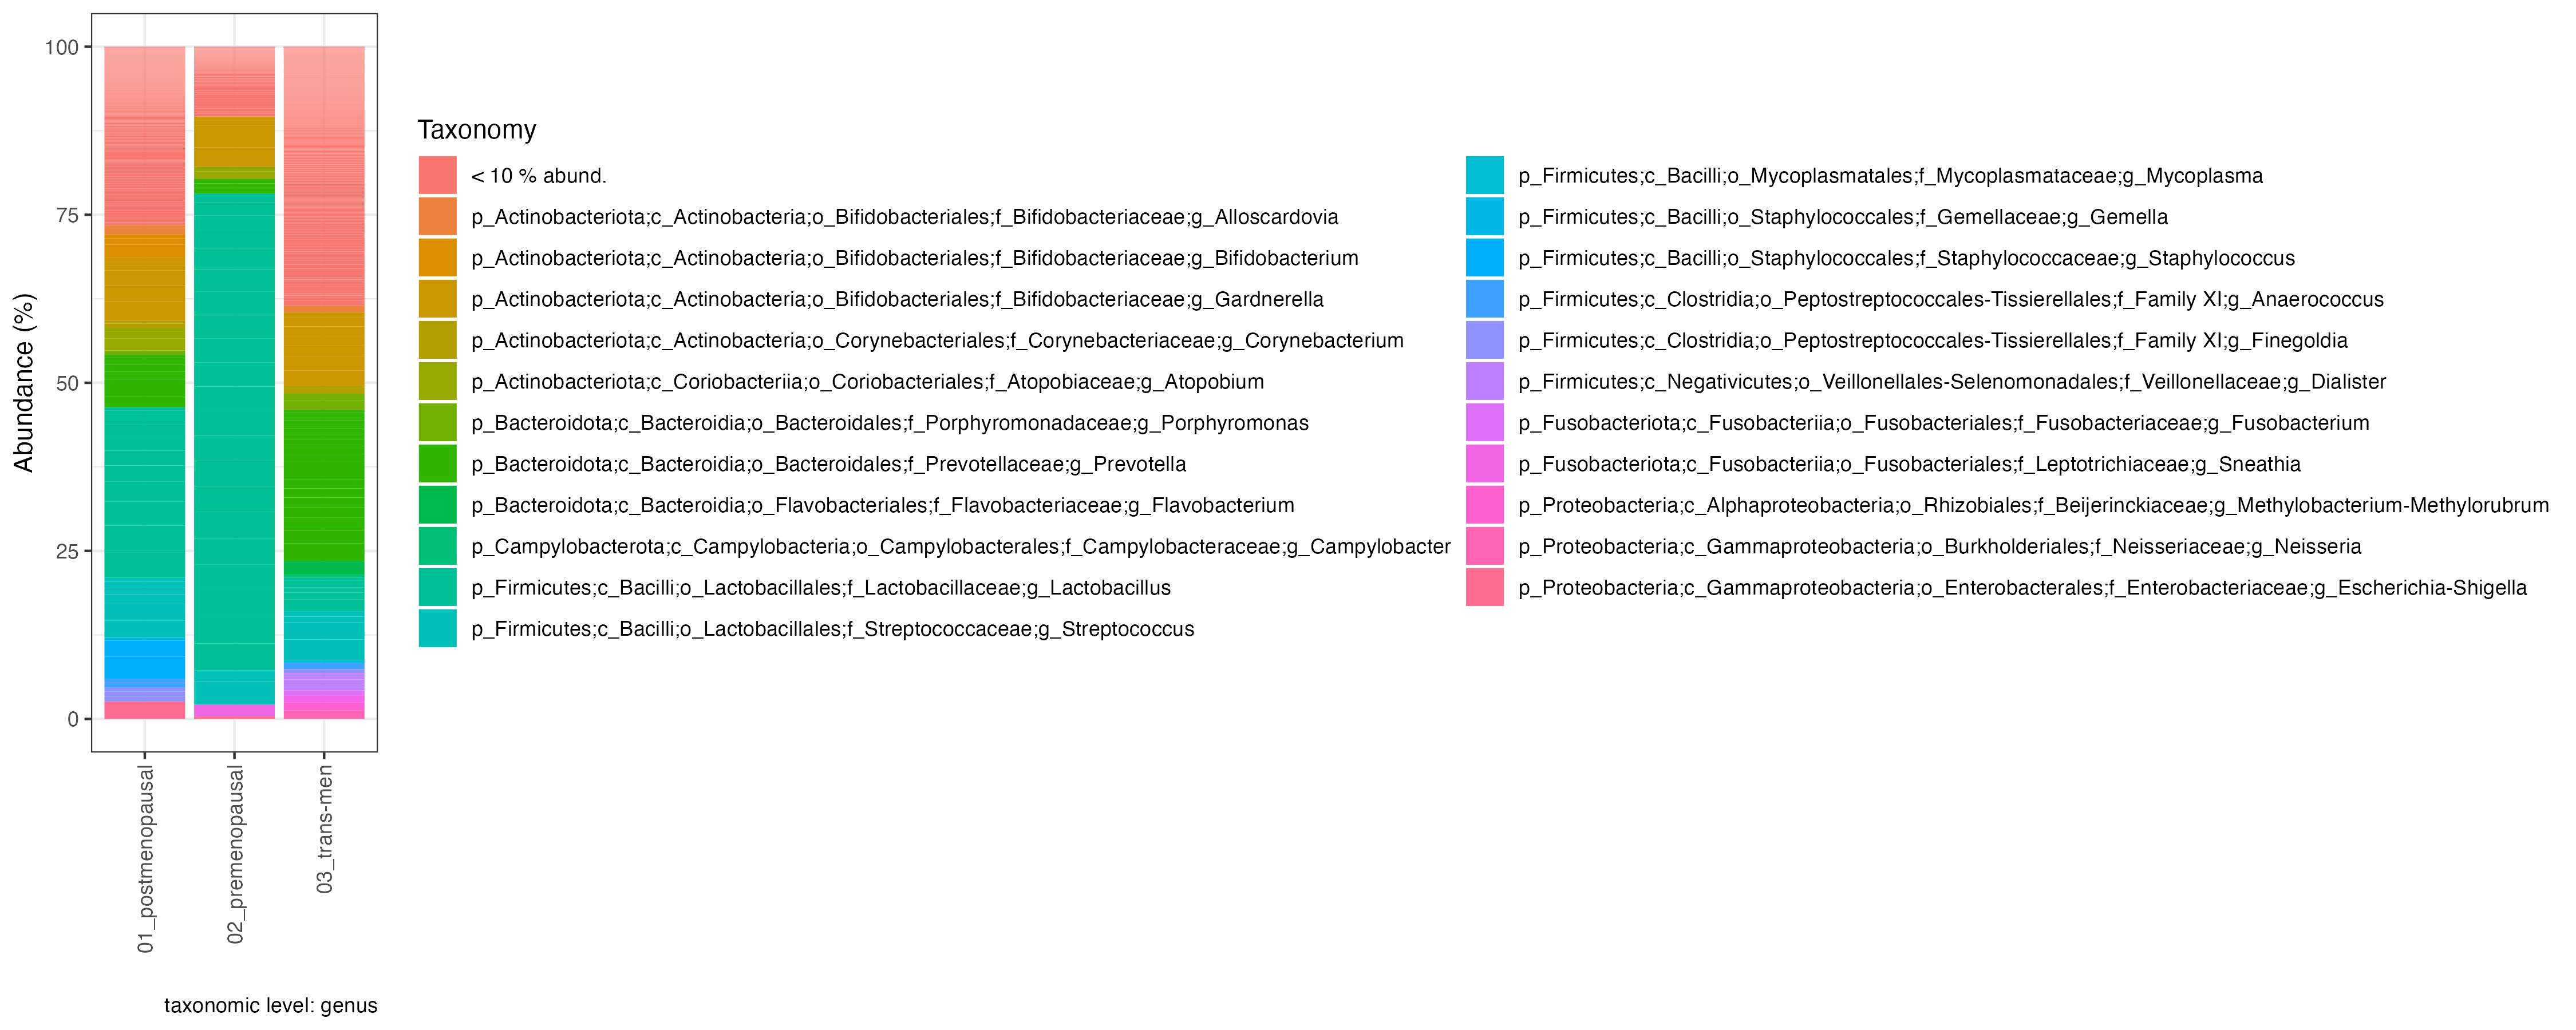 Abundance (%)
100
75
50
25
0
01_postmenopausal
02_premenopausal
03_trans-men
taxonomic level: genus
Taxonomy
< 10 % abund.
p_Actinobacteriota;c_Actinobacteria;o_Bifidobacteriales;f_Bifidobacteriaceae;g_Alloscardovia
p_Actinobacteriota;c_Actinobacteria;o_Bifidobacteriales;f_Bifidobacteriaceae;g_Bifidobacterium
p_Actinobacteriota;c_Actinobacteria;o_Bifidobacteriales;f_Bifidobacteriaceae;g_Gardnerella
p_Actinobacteriota;c_Actinobacteria;o_Corynebacteriales;f_Corynebacteriaceae;g_Corynebacterium
p_Actinobacteriota;c_Coriobacteriia;o_Coriobacteriales;f_Atopobiaceae;g_Atopobium
p_Bacteroidota;c_Bacteroidia;o_Bacteroidales;f_Porphyromonadaceae;g_Porphyromonas
p_Bacteroidota;c_Bacteroidia;o_Bacteroidales;f_Prevotellaceae;g_Prevotella
p_Bacteroidota;c_Bacteroidia;o_Flavobacteriales;f_Flavobacteriaceae;g_Flavobacterium
p_Campylobacterota;c_Campylobacteria;o_Campylobacterales;f_Campylobacteraceae;g_Campylobacter
p_Firmicutes;c_Bacilli;o_Lactobacillales;f_Lactobacillaceae;g_Lactobacillus
p_Firmicutes;c_Bacilli;o_Lactobacillales;f_Streptococcaceae;g_Streptococcus
p_Firmicutes;c_Bacilli;o_Mycoplasmatales;f_Mycoplasmataceae;g_Mycoplasma
p_Firmicutes;c_Bacilli;o_Staphylococcales;f_Gemellaceae;g_Gemella
p_Firmicutes;c_Bacilli;o_Staphylococcales;f_Staphylococcaceae;g_Staphylococcus
p_Firmicutes;c_Clostridia;o_Peptostreptococcales-Tissierellales;f_Family XI;g_Anaerococcus
p_Firmicutes;c_Clostridia;o_Peptostreptococcales-Tissierellales;f_Family XI;g_Finegoldia
p_Firmicutes;c_Negativicutes;o_Veillonellales-Selenomonadales;f_Veillonellaceae;g_Dialister
p_Fusobacteriota;c_Fusobacteriia;o_Fusobacteriales;f_Fusobacteriaceae;g_Fusobacterium
p_Fusobacteriota;c_Fusobacteriia;o_Fusobacteriales;f_Leptotrichiaceae;g_Sneathia
p_Proteobacteria;c_Alphaproteobacteria;o_Rhizobiales;f_Beijerinckiaceae;g_Methylobacterium-Methylorubrum
p_Proteobacteria;c_Gammaproteobacteria;o_Burkholderiales;f_Neisseriaceae;g_Neisseria
p_Proteobacteria;c_Gammaproteobacteria;o_Enterobacterales;f_Enterobacteriaceae;g_Escherichia-Shigella